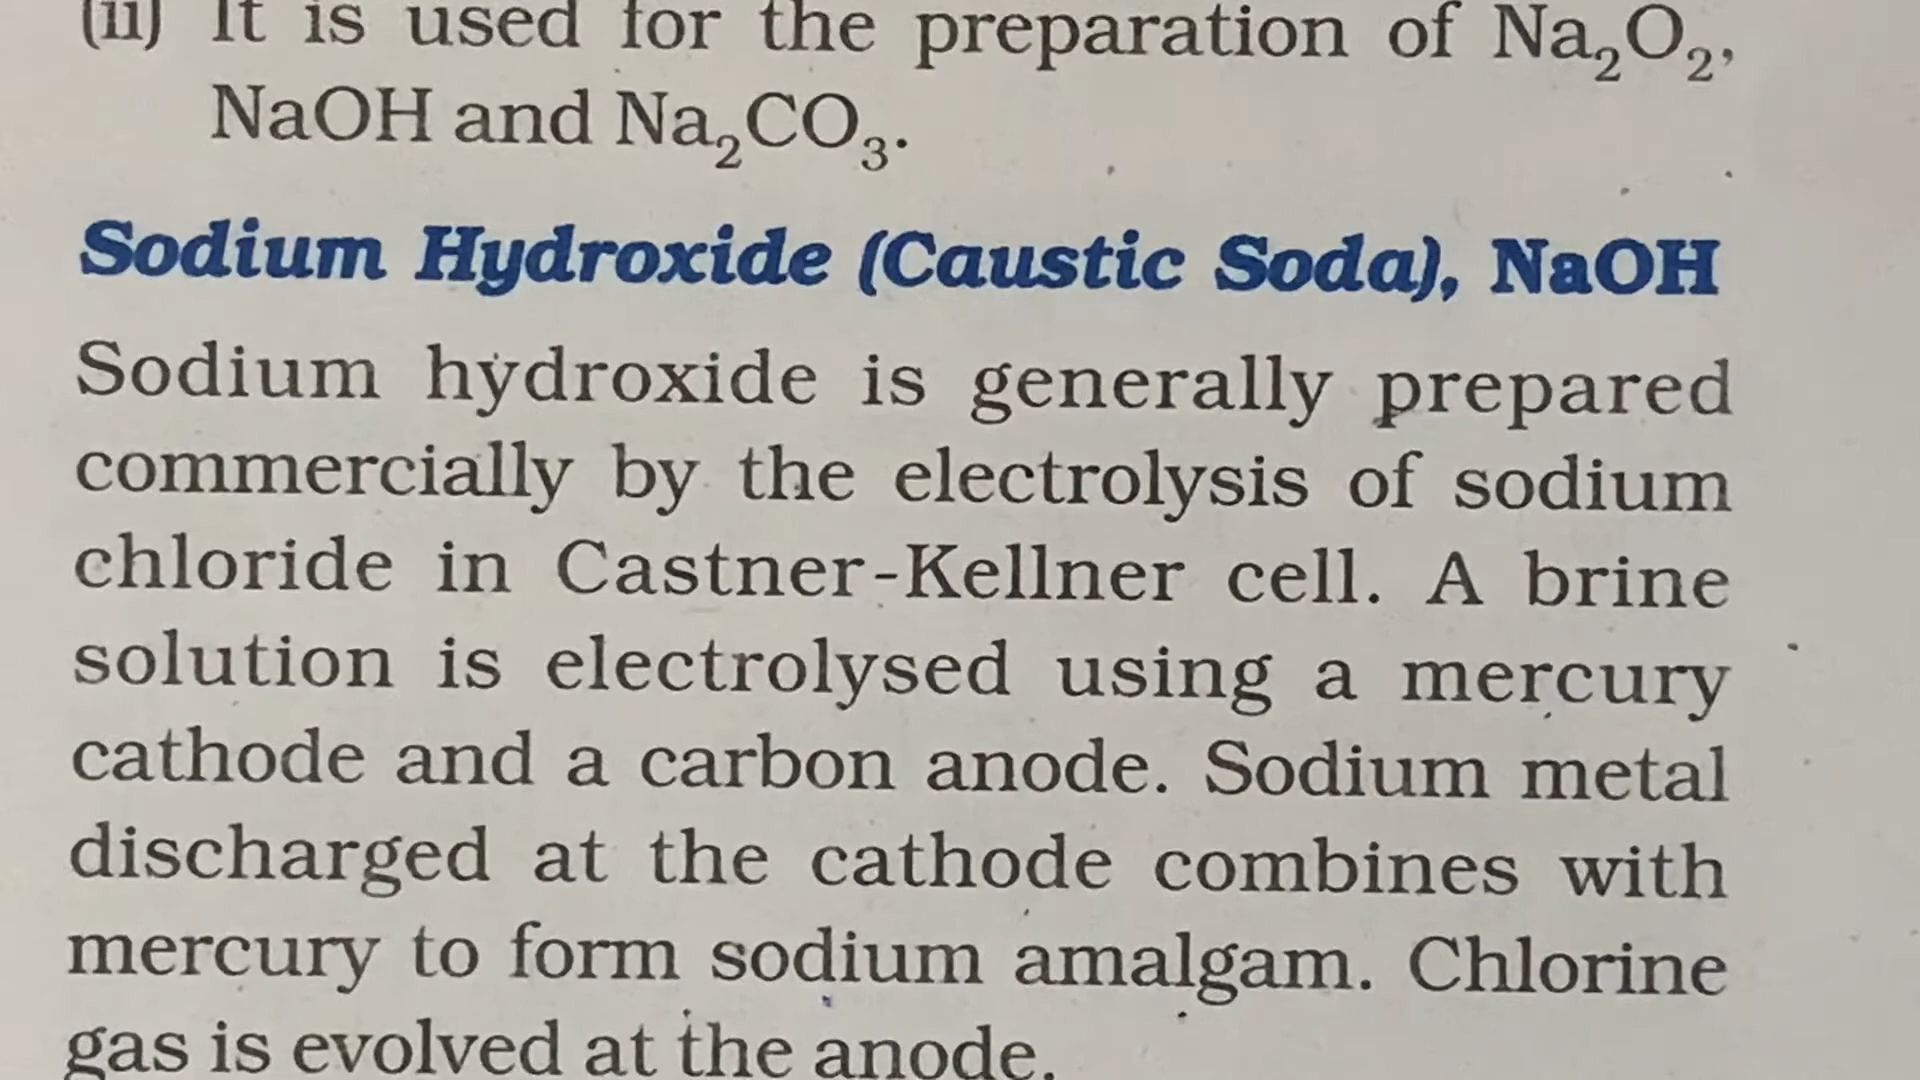 (ii) It is used for the preparation of Na₂O₂,
NaOH and Na₂CO₃.
Sodium Hydroxide (Caustic Soda), NaOH
Sodium hydroxide is generally prepared
commercially by the electrolysis of sodium
chloride in Castner-Kellner cell. A brine
solution is electrolysed using a mercury
cathode and a carbon anode. Sodium metal
discharged at the cathode combines with
mercury to form sodium amalgam. Chlorine
gas is evolved at the anode.